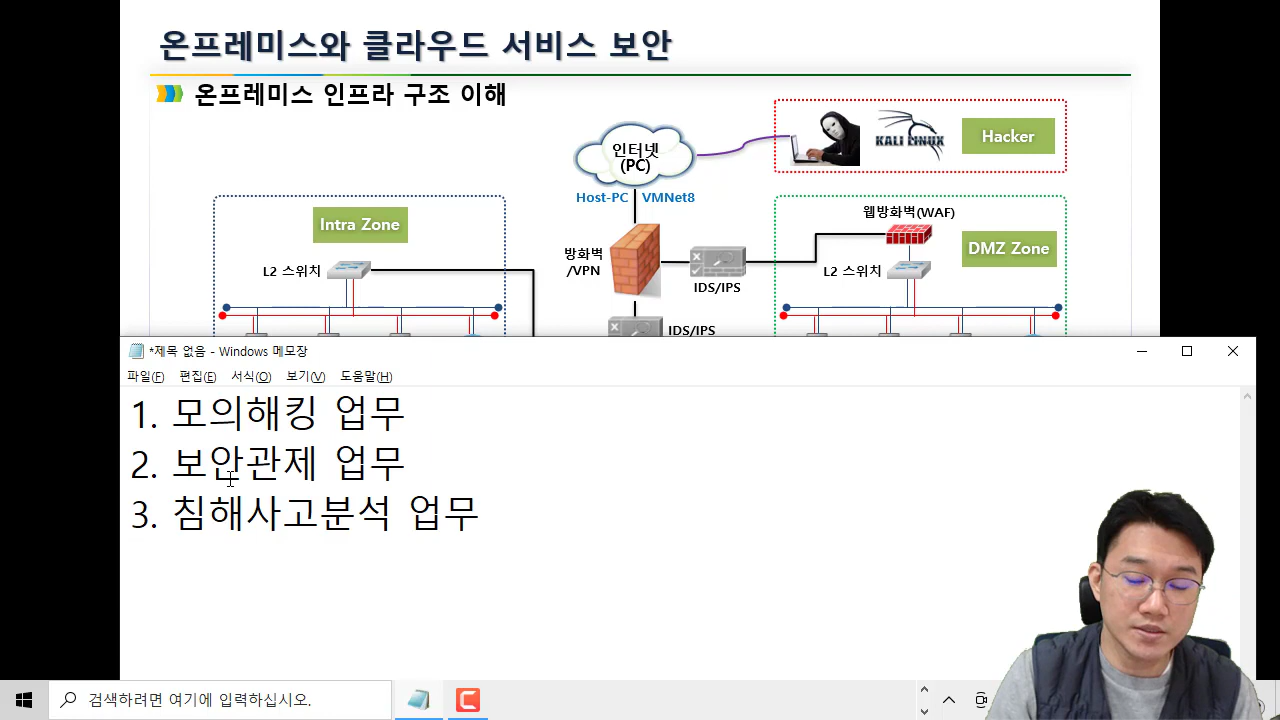 온프레미스와 클라우드 서비스 보안
온프레미스 인프라 구조 이해
인터넷
(PC)
KALI LINUX
Hacker
Host-PC
VMNet8
Intra Zone
웹방화벽(WAF)
DMZ Zone
방화벽
/VPN
L2 스위치
IDS/IPS
L2 스위치
IDS/IPS
*제목 없음 - Windows 메모장
파일(F) 편집(E) 서식(O) 보기(V) 도움말(H)
1. 모의해킹 업무
2. 보안관제 업무
3. 침해사고분석 업무
검색하려면 여기에 입력하십시오.